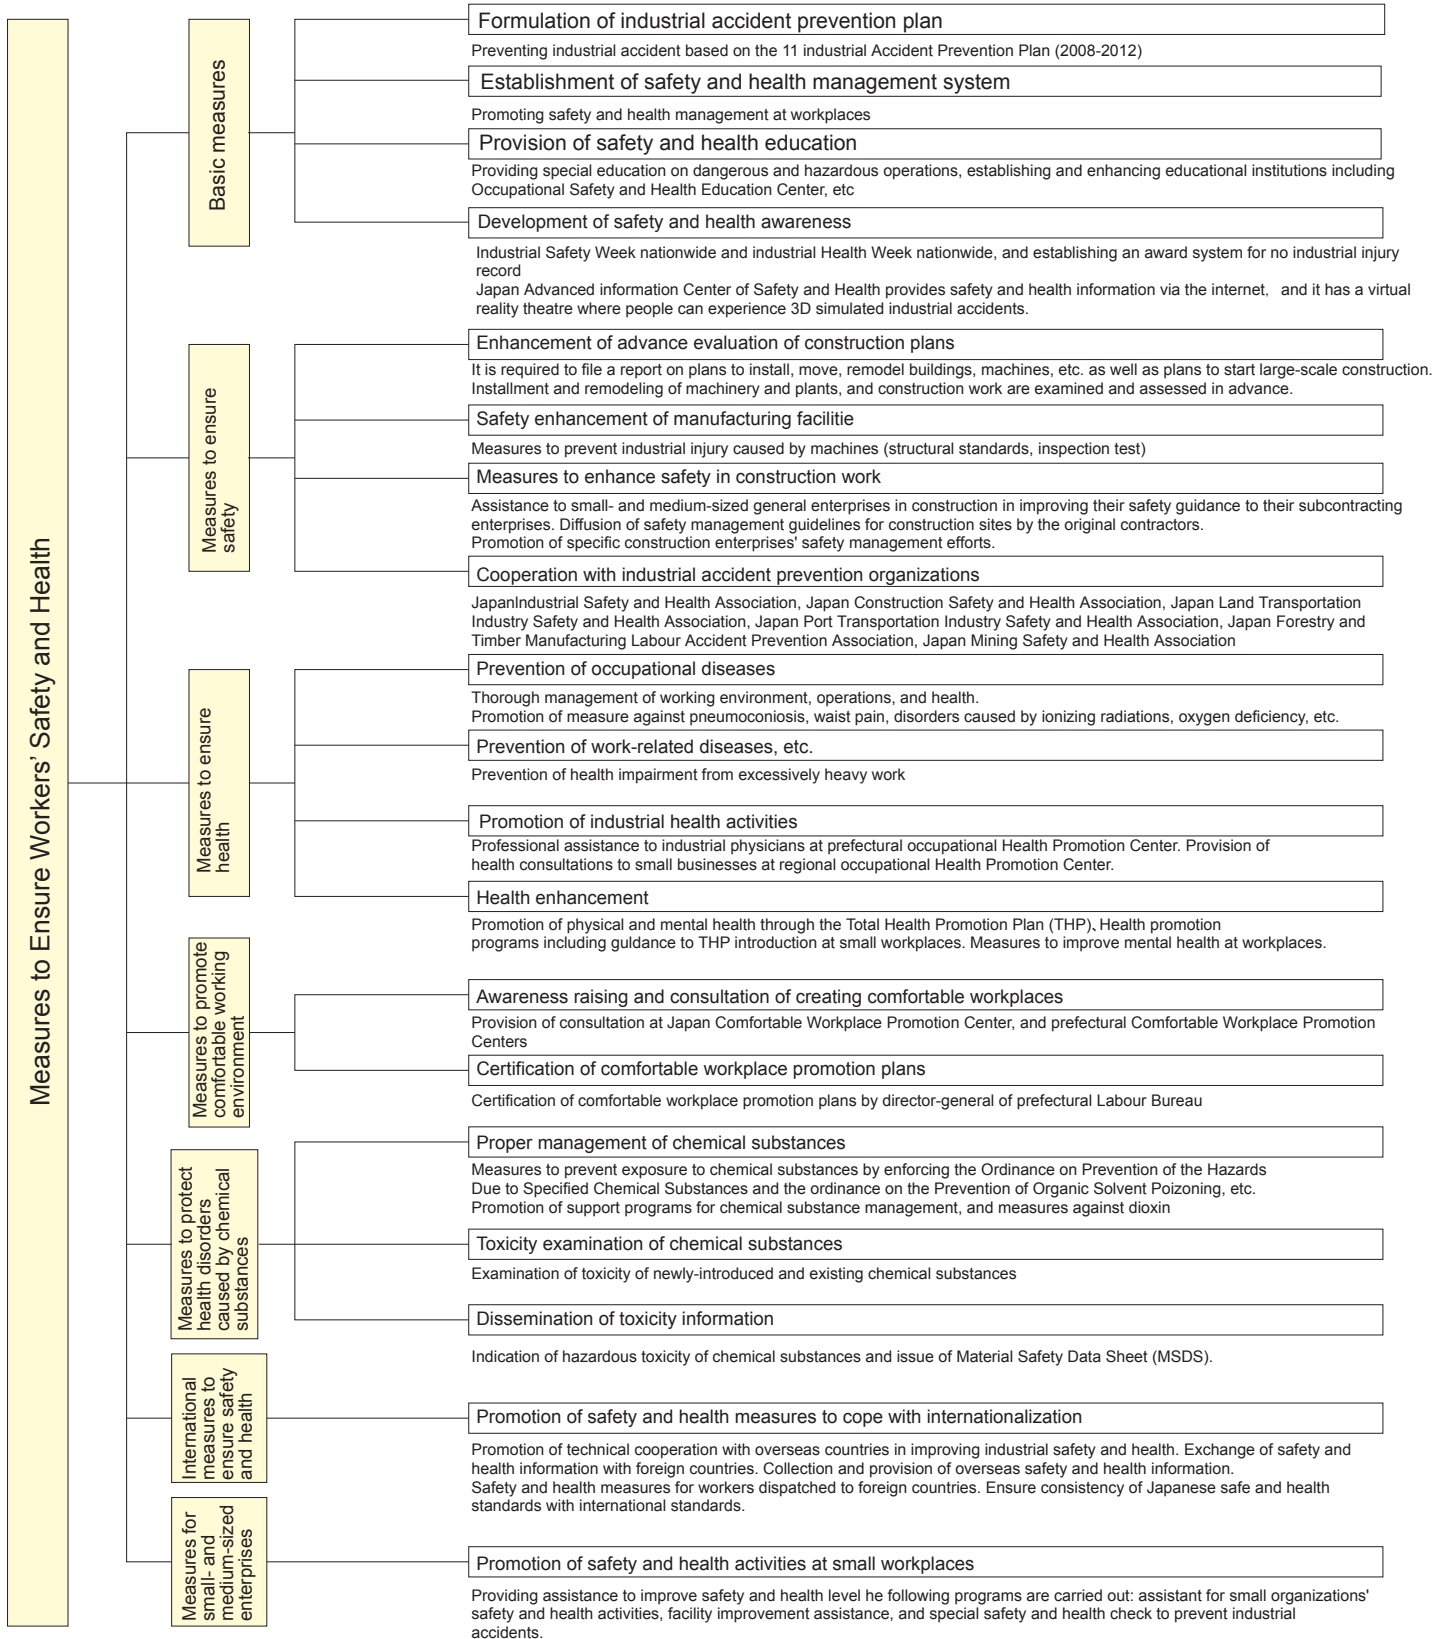 Measures to Ensure Workers' Safety and Health
Basic measures
Formulation of industrial accident prevention plan
Preventing industrial accident based on the 11 industrial Accident Prevention Plan (2008-2012)
Establishment of safety and health management system
Promoting safety and health management at workplaces
Provision of safety and health education
Providing special education on dangerous and hazardous operations, establishing and enhancing educational institutions including
Occupational Safety and Health Education Center, etc
Development of safety and health awareness
Industrial Safety Week nationwide and industrial Health Week nationwide, and establishing an award system for no industrial injury
record
Japan Advanced information Center of Safety and Health provides safety and health information via the internet, and it has a virtual
reality theatre where people can experience 3D simulated industrial accidents.
Measures to ensure
safety
Enhancement of advance evaluation of construction plans
It is required to file a report on plans to install, move, remodel buildings, machines, etc. as well as plans to start large-scale construction.
Installment and remodeling of machinery and plants, and construction work are examined and assessed in advance.
Safety enhancement of manufacturing facilitie
Measures to prevent industrial injury caused by machines (structural standards, inspection test)
Measures to enhance safety in construction work
Assistance to small- and medium-sized general enterprises in construction in improving their safety guidance to their subcontracting
enterprises. Diffusion of safety management guidelines for construction sites by the original contractors.
Promotion of specific construction enterprises' safety management efforts.
Cooperation with industrial accident prevention organizations
JapanIndustrial Safety and Health Association, Japan Construction Safety and Health Association, Japan Land Transportation
Industry Safety and Health Association, Japan Port Transportation Industry Safety and Health Association, Japan Forestry and
Timber Manufacturing Labour Accident Prevention Association, Japan Mining Safety and Health Association
Measures to ensure
health
Prevention of occupational diseases
Thorough management of working environment, operations, and health.
Promotion of measure against pneumoconiosis, waist pain, disorders caused by ionizing radiations, oxygen deficiency, etc.
Prevention of work-related diseases, etc.
Prevention of health impairment from excessively heavy work
Promotion of industrial health activities
Professional assistance to industrial physicians at prefectural occupational Health Promotion Center. Provision of
health consultations to small businesses at regional occupational Health Promotion Center.
Health enhancement
Promotion of physical and mental health through the Total Health Promotion Plan (THP)、Health promotion
programs including guldance to THP introduction at small workplaces. Measures to improve mental health at workplaces.
Measures to promote
comfortable working
environment
Awareness raising and consultation of creating comfortable workplaces
Provision of consultation at Japan Comfortable Workplace Promotion Center, and prefectural Comfortable Workplace Promotion
Centers
Certification of comfortable workplace promotion plans
Certification of comfortable workplace promotion plans by director-general of prefectural Labour Bureau
Measures to protect
health disorders
caused by chemical
substances
Proper management of chemical substances
Measures to prevent exposure to chemical substances by enforcing the Ordinance on Prevention of the Hazards
Due to Specified Chemical Substances and the ordinance on the Prevention of Organic Solvent Poizoning, etc.
Promotion of support programs for chemical substance management, and measures against dioxin
Toxicity examination of chemical substances
Examination of toxicity of newly-introduced and existing chemical substances
Dissemination of toxicity information
Indication of hazardous toxicity of chemical substances and issue of Material Safety Data Sheet (MSDS).
International
measures to
ensure safety
and health
Promotion of safety and health measures to cope with internationalization
Promotion of technical cooperation with overseas countries in improving industrial safety and health. Exchange of safety and
health information with foreign countries. Collection and provision of overseas safety and health information.
Safety and health measures for workers dispatched to foreign countries. Ensure consistency of Japanese safe and health
standards with international standards.
Measures for
small- and
medium-sized
enterprises
Promotion of safety and health activities at small workplaces
Providing assistance to improve safety and health level he following programs are carried out: assistant for small organizations'
safety and health activities, facility improvement assistance, and special safety and health check to prevent industrial
accidents.